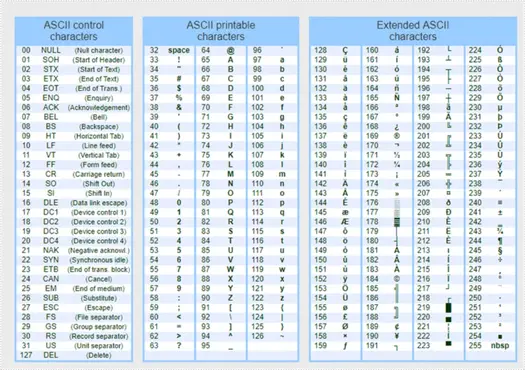 ASCII control characters
00 NULL (Null character)
01 SOH (Start of Header)
02 STX (Start of Text)
03 ETX (End of Text)
04 EOT (End of Trans.)
05 ENQ (Enquiry)
06 ACK (Acknowledgement)
07 BEL (Bell)
08 BS (Backspace)
09 HT (Horizontal Tab)
10 LF (Line feed)
11 VT (Vertical Tab)
12 FF (Form feed)
13 CR (Carriage return)
14 SO (Shift Out)
15 SI (Shift In)
16 DLE (Data link escape)
17 DC1 (Device control 1)
18 DC2 (Device control 2)
19 DC3 (Device control 3)
20 DC4 (Device control 4)
21 NAK (Negative acknowl.)
22 SYN (Synchronous idle)
23 ETB (End of trans. block)
24 CAN (Cancel)
25 EM (End of medium)
26 SUB (Substitute)
27 ESC (Escape)
28 FS (File separator)
29 GS (Group separator)
30 RS (Record separator)
31 US (Unit separator)
127 DEL (Delete)
ASCII printable characters
32 space 64 @ 96 `
33 ! 65 A 97 a
34 " 66 B 98 b
35 # 67 C 99 c
36 $ 68 D 100 d
37 % 69 E 101 e
38 & 70 F 102 f
39 ' 71 G 103 g
40 ( 72 H 104 h
41 ) 73 I 105 i
42 * 74 J 106 j
43 + 75 K 107 k
44 , 76 L 108 l
45 - 77 M 109 m
46 . 78 N 110 n
47 / 79 O 111 o
48 0 80 P 112 p
49 1 81 Q 113 q
50 2 82 R 114 r
51 3 83 S 115 s
52 4 84 T 116 t
53 5 85 U 117 u
54 6 86 V 118 v
55 7 87 W 119 w
56 8 88 X 120 x
57 9 89 Y 121 y
58 : 90 Z 122 z
59 ; 91 [ 123 {
60 < 92 \ 124 |
61 = 93 ] 125 }
62 > 94 ^ 126 ~
63 ? 95 _
Extended ASCII characters
128 Ç 160 á 192 └ 224 Ó
129 ü 161 í 193 ┴ 225 ß
130 é 162 ó 194 ┬ 226 Ô
131 â 163 ú 195 ├ 227 Ò
132 ä 164 ñ 196 ─ 228 õ
133 à 165 Ñ 197 ┼ 229 Õ
134 å 166 ª 198 ã 230 µ
135 ç 167 º 199 Ã 231 þ
136 ê 168 ¿ 200 ╚ 232 Þ
137 ë 169 ® 201 ╔ 233 Ú
138 è 170 ¬ 202 ╩ 234 Û
139 ï 171 ½ 203 ╦ 235 Ù
140 î 172 ¼ 204 ╠ 236 ý
141 ì 173 ¡ 205 ═ 237 Ý
142 Ä 174 « 206 ╬ 238 ¯
143 Å 175 » 207 ¤ 239 ´
144 É 176 ░ 208 ð 240 ≡
145 æ 177 ▒ 209 Ð 241 ±
146 Æ 178 ▓ 210 Ê 242 ‗
147 ô 179 │ 211 Ë 243 ¾
148 ö 180 ┤ 212 È 244 ¶
149 ò 181 Á 213 ı 245 §
150 û 182 Â 214 Í 246 ÷
151 ù 183 À 215 Î 247 ¸
152 ÿ 184 © 216 Ï 248 °
153 Ö 185 ╣ 217 ┘ 249 ¨
154 Ü 186 ║ 218 ┌ 250 ·
155 ø 187 ╗ 219 █ 251 ¹
156 £ 188 ╝ 220 ▄ 252 ³
157 Ø 189 ¢ 221 ¦ 253 ²
158 × 190 ¥ 222 Ì 254 ■
159 ƒ 191 ┐ 223 ▀ 255 nbsp